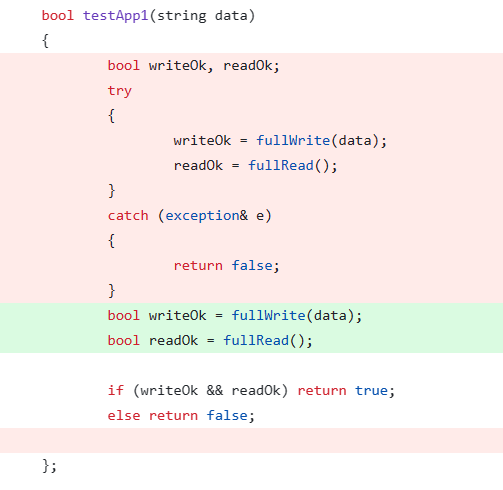 bool testApp1(string data)
{
bool writeOk, readOk;
try
{
writeOk = fullWrite(data);
readOk = fullRead();
}
catch (exception& e)
{
return false;
}
bool writeOk = fullWrite(data);
bool readOk = fullRead();
if (writeOk && readOk) return true;
else return false;
};